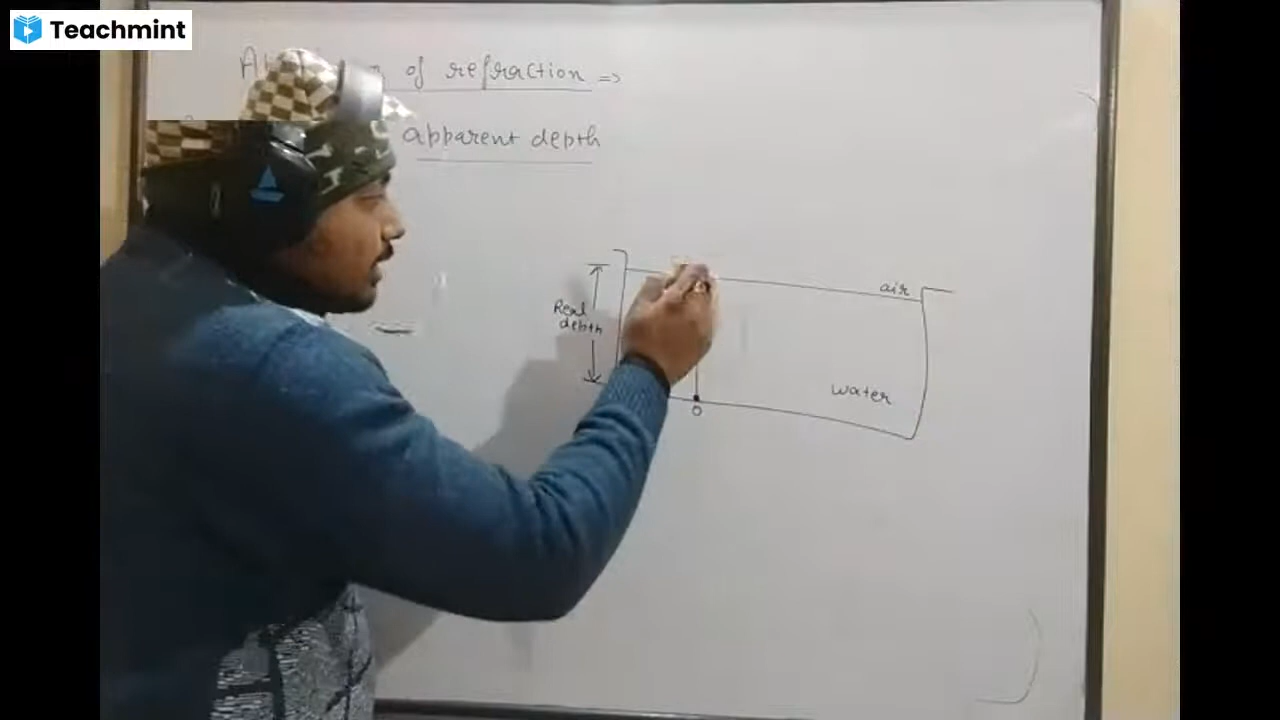 Teachmint
of refraction =>
apparent depth
air
Real
depth
water
O